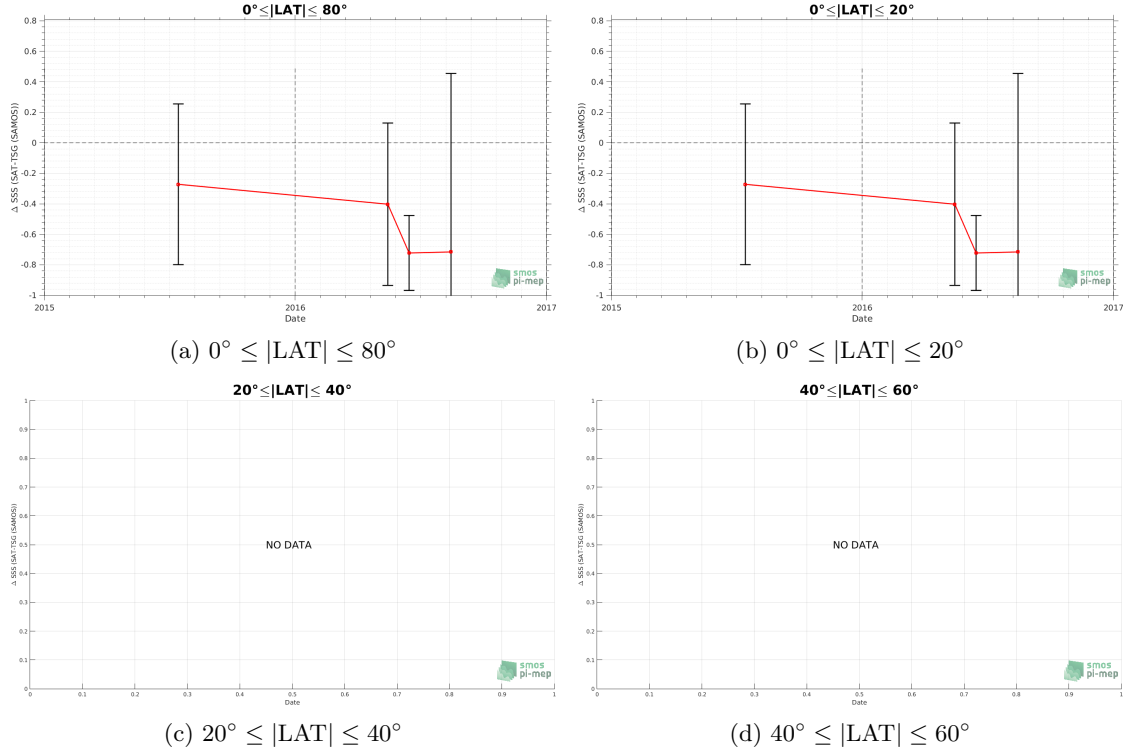 0°≤|LAT|≤ 80°
0.8
0.6
0.4
0.2
0
-0.2
-0.4
-0.6
-0.8
-1
Δ SSS (SAT-TSG (SAMOS))
2015
2016
2017
Date
smos
pi-mep
(a) 0° ≤ |LAT| ≤ 80°
0°≤|LAT|≤ 20°
0.8
0.6
0.4
0.2
0
-0.2
-0.4
-0.6
-0.8
-1
Δ SSS (SAT-TSG (SAMOS))
2015
2016
2017
Date
smos
pi-mep
(b) 0° ≤ |LAT| ≤ 20°
20°≤|LAT|≤ 40°
1
0.9
0.8
0.7
0.6
0.5
0.4
0.3
0.2
0.1
0
Δ SSS (SAT-TSG (SAMOS))
NO DATA
0
0.1
0.2
0.3
0.4
0.5
0.6
0.7
0.8
0.9
1
Date
smos
pi-mep
(c) 20° ≤ |LAT| ≤ 40°
40°≤|LAT|≤ 60°
1
0.9
0.8
0.7
0.6
0.5
0.4
0.3
0.2
0.1
0
Δ SSS (SAT-TSG (SAMOS))
NO DATA
0
0.1
0.2
0.3
0.4
0.5
0.6
0.7
0.8
0.9
1
Date
smos
pi-mep
(d) 40° ≤ |LAT| ≤ 60°